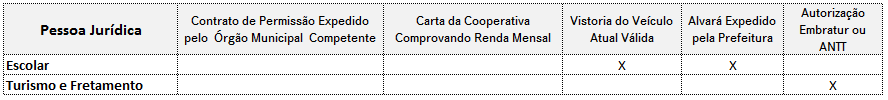 Pessoa Jurídica
Contrato de Permissão Expedido
pelo Órgão Municipal Competente
Carta da Cooperativa
Comprovando Renda Mensal
Vistoria do Veículo
Atual Válida
Alvará Expedido
pela Prefeitura
Autorização
Embratur ou
ANTT
Escolar X X
Turismo e Fretamento X